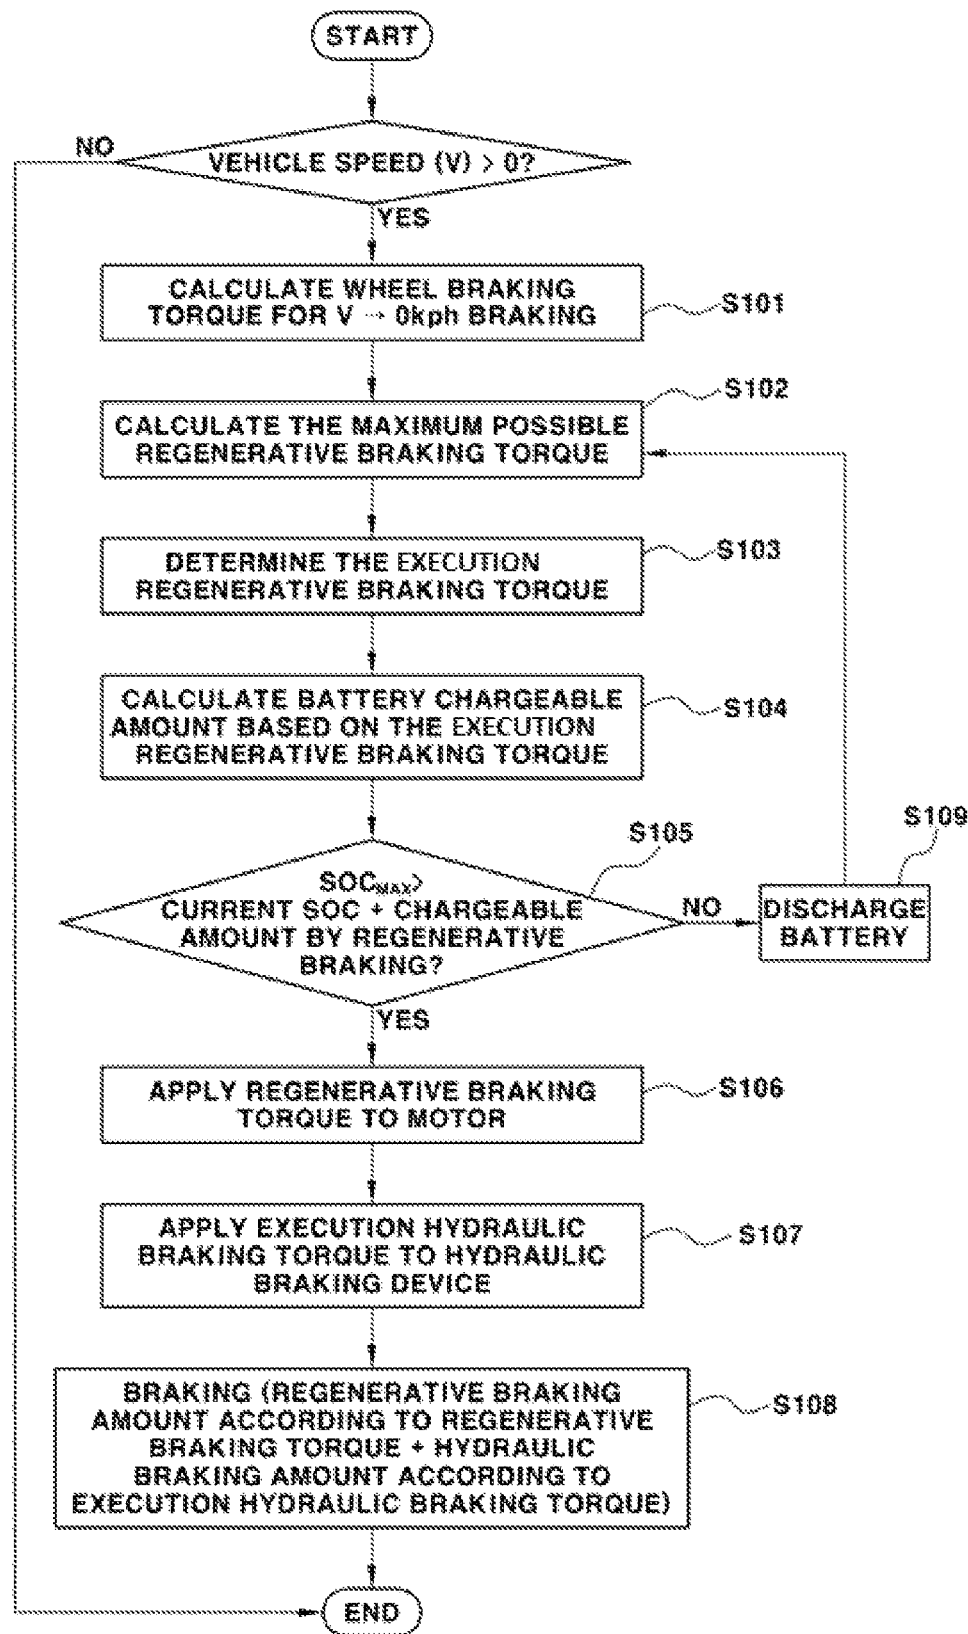 START
NO
VEHICLE SPEED (V) > 0?
YES
CALCULATE WHEEL BRAKING
TORQUE FOR V → 0kph BRAKING
S101
S102
CALCULATE THE MAXIMUM POSSIBLE
REGENERATIVE BRAKING TORQUE
DETERMINE THE EXECUTION
REGENERATIVE BRAKING TORQUE
S103
CALCULATE BATTERY CHARGEABLE
AMOUNT BASED ON THE EXECUTION
REGENERATIVE BRAKING TORQUE
S104
S105
SOCMAX>
CURRENT SOC + CHARGEABLE
AMOUNT BY REGENERATIVE
BRAKING?
NO
S109
DISCHARGE
BATTERY
YES
APPLY REGENERATIVE BRAKING
TORQUE TO MOTOR
S106
APPLY EXECUTION HYDRAULIC
BRAKING TORQUE TO HYDRAULIC
BRAKING DEVICE
S107
BRAKING (REGENERATIVE BRAKING
AMOUNT ACCORDING TO REGENERATIVE
BRAKING TORQUE + HYDRAULIC
BRAKING AMOUNT ACCORDING TO
EXECUTION HYDRAULIC BRAKING TORQUE)
S108
END